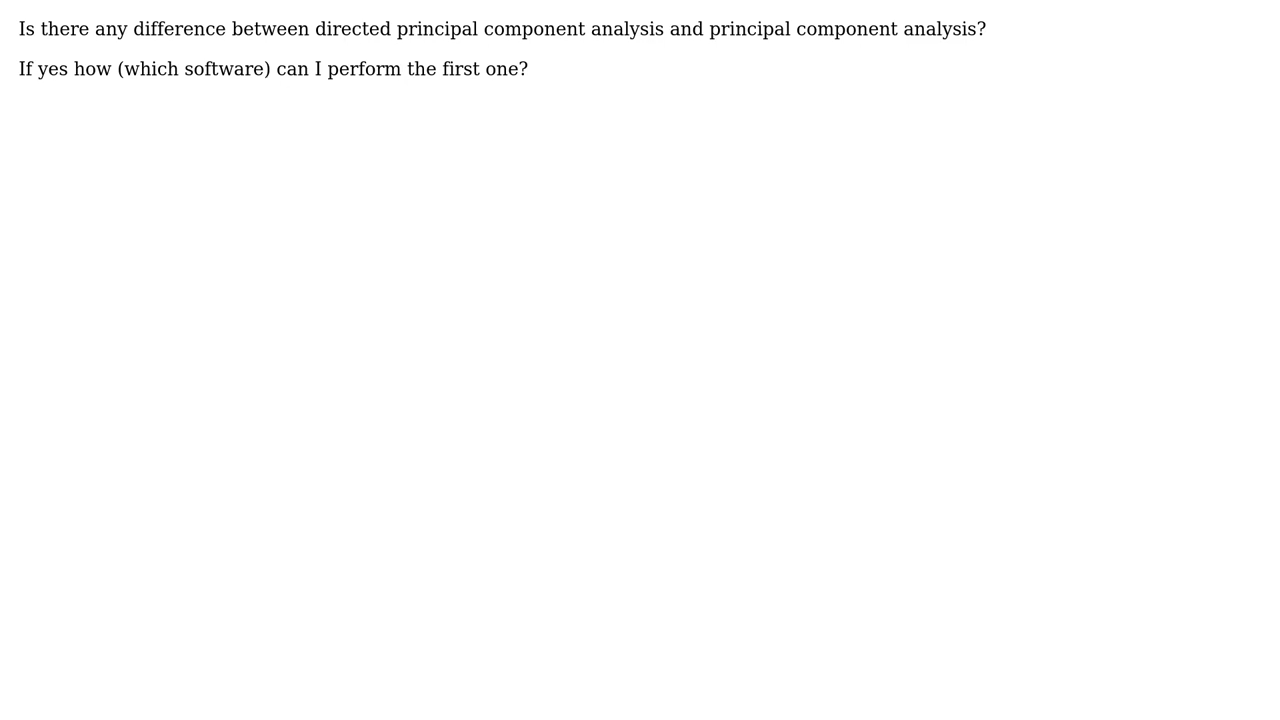 Is there any difference between directed principal component analysis and principal component analysis?
If yes how (which software) can I perform the first one?